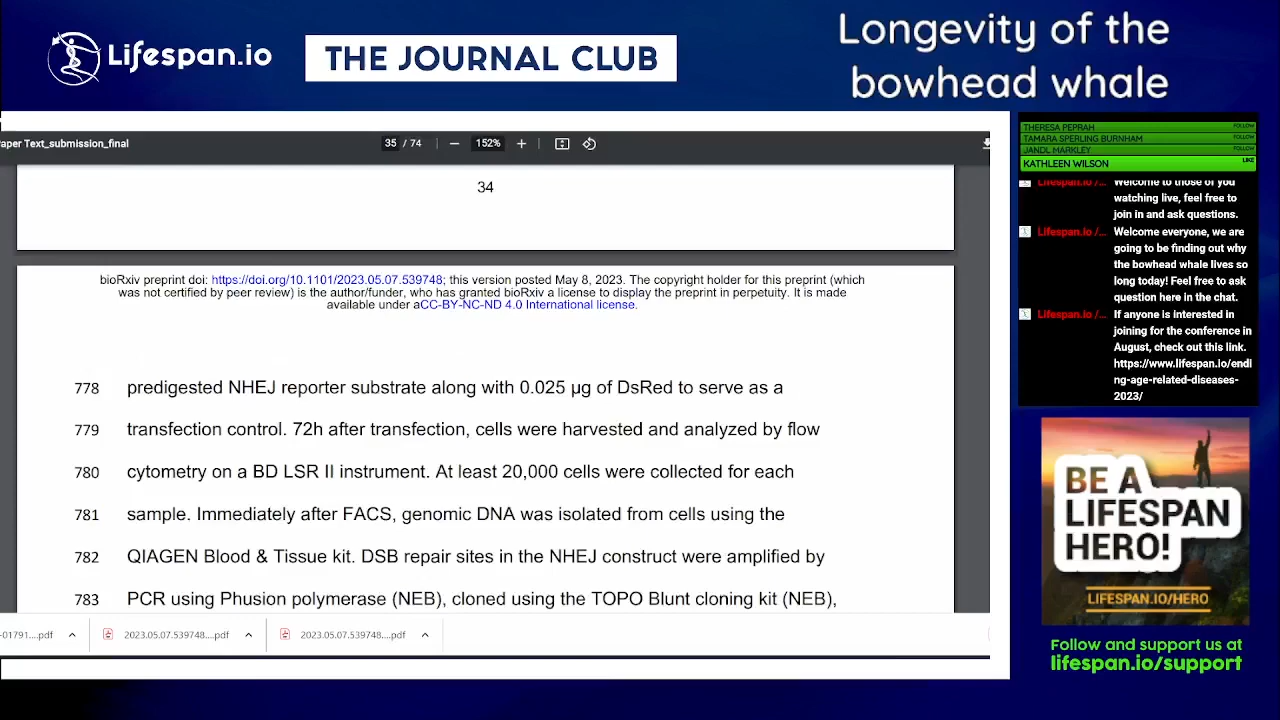 Lifespan.io
THE JOURNAL CLUB
Longevity of the
bowhead whale
aper Text_submission_final
35 / 74
152%
34
bioRxiv preprint doi: https://doi.org/10.1101/2023.05.07.539748; this version posted May 8, 2023. The copyright holder for this preprint (which
was not certified by peer review) is the author/funder, who has granted bioRxiv a license to display the preprint in perpetuity. It is made
available under aCC-BY-NC-ND 4.0 International license.
778 predigested NHEJ reporter substrate along with 0.025 μg of DsRed to serve as a
779 transfection control. 72h after transfection, cells were harvested and analyzed by flow
780 cytometry on a BD LSR II instrument. At least 20,000 cells were collected for each
781 sample. Immediately after FACS, genomic DNA was isolated from cells using the
782 QIAGEN Blood & Tissue kit. DSB repair sites in the NHEJ construct were amplified by
783 PCR using Phusion polymerase (NEB), cloned using the TOPO Blunt cloning kit (NEB),
-01791....pdf
2023.05.07.539748....pdf
2023.05.07.539748....pdf
THERESA PEPRAH FOLLOW
TAMARA SPERLING BURNHAM FOLLOW
JANDL MARKLEY FOLLOW
KATHLEEN WILSON LIKE
Lifespan.io /... Welcome to those of you
watching live, feel free to
join in and ask questions.
Lifespan.io /... Welcome everyone, we are
going to be finding out why
the bowhead whale lives so
long today! Feel free to ask
question here in the chat.
Lifespan.io /... If anyone is interested in
joining for the conference in
August, check out this link.
https://www.lifespan.io/endi
ng-age-related-diseases-
2023/
BE A
LIFESPAN
HERO!
LIFESPAN.IO/HERO
Follow and support us at
lifespan.io/support